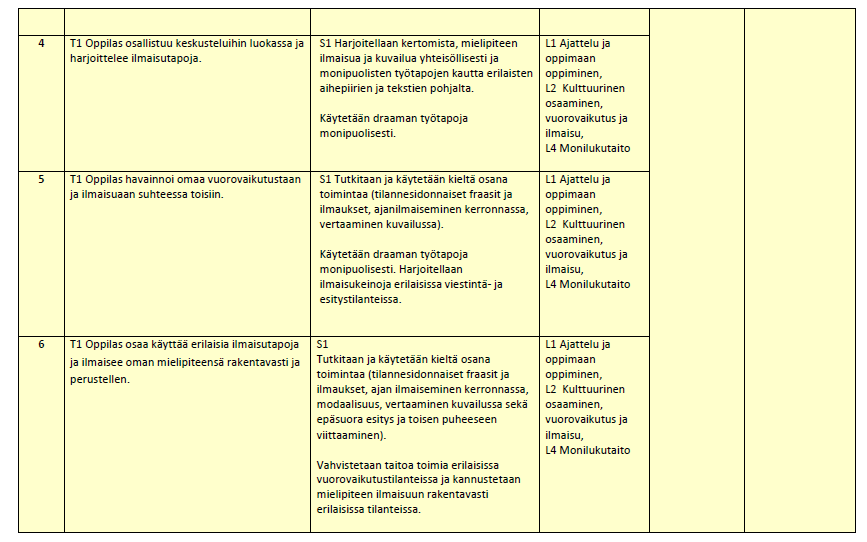 4
T1 Oppilas osallistuu keskusteluihin luokassa ja
harjoittelee ilmaisutapoja.
S1 Harjoitellaan kertomista, mielipiteen
ilmaisua ja kuvailua yhteisöllisesti ja
monipuolisten työtapojen kautta erilaisten
aihepiirien ja tekstien pohjalta.
Käytetään draaman työtapoja
monipuolisesti.
L1 Ajattelu ja
oppimaan
oppiminen,
L2 Kulttuurinen
osaaminen,
vuorovaikutus ja
ilmaisu,
L4 Monilukutaito
5
T1 Oppilas havainnoi omaa vuorovaikutustaan
ja ilmaisuaan suhteessa toisiin.
S1 Tutkitaan ja käytetään kieltä osana
toimintaa (tilannesidonnaiset fraasit ja
ilmaukset, ajanilmaiseminen kerronnassa,
vertaaminen kuvailussa).
Käytetään draaman työtapoja
monipuolisesti. Harjoitellaan
ilmaisukeinoja erilaisissa viestintä- ja
esitystilanteissa.
L1 Ajattelu ja
oppimaan
oppiminen,
L2 Kulttuurinen
osaaminen,
vuorovaikutus ja
ilmaisu,
L4 Monilukutaito
6
T1 Oppilas osaa käyttää erilaisia ilmaisutapoja
ja ilmaisee oman mielipiteensä rakentavasti ja
perustellen.
S1
Tutkitaan ja käytetään kieltä osana
toimintaa (tilannesidonnaiset fraasit ja
ilmaukset, ajan ilmaiseminen kerronnassa,
modaalisuus, vertaaminen kuvailussa sekä
epäsuora esitys ja toisen puheeseen
viittaaminen).
Vahvistetaan taitoa toimia erilaisissa
vuorovaikutustilanteissa ja kannustetaan
mielipiteen ilmaisuun rakentavasti
erilaisissa tilanteissa.
L1 Ajattelu ja
oppimaan
oppiminen,
L2 Kulttuurinen
osaaminen,
vuorovaikutus ja
ilmaisu,
L4 Monilukutaito